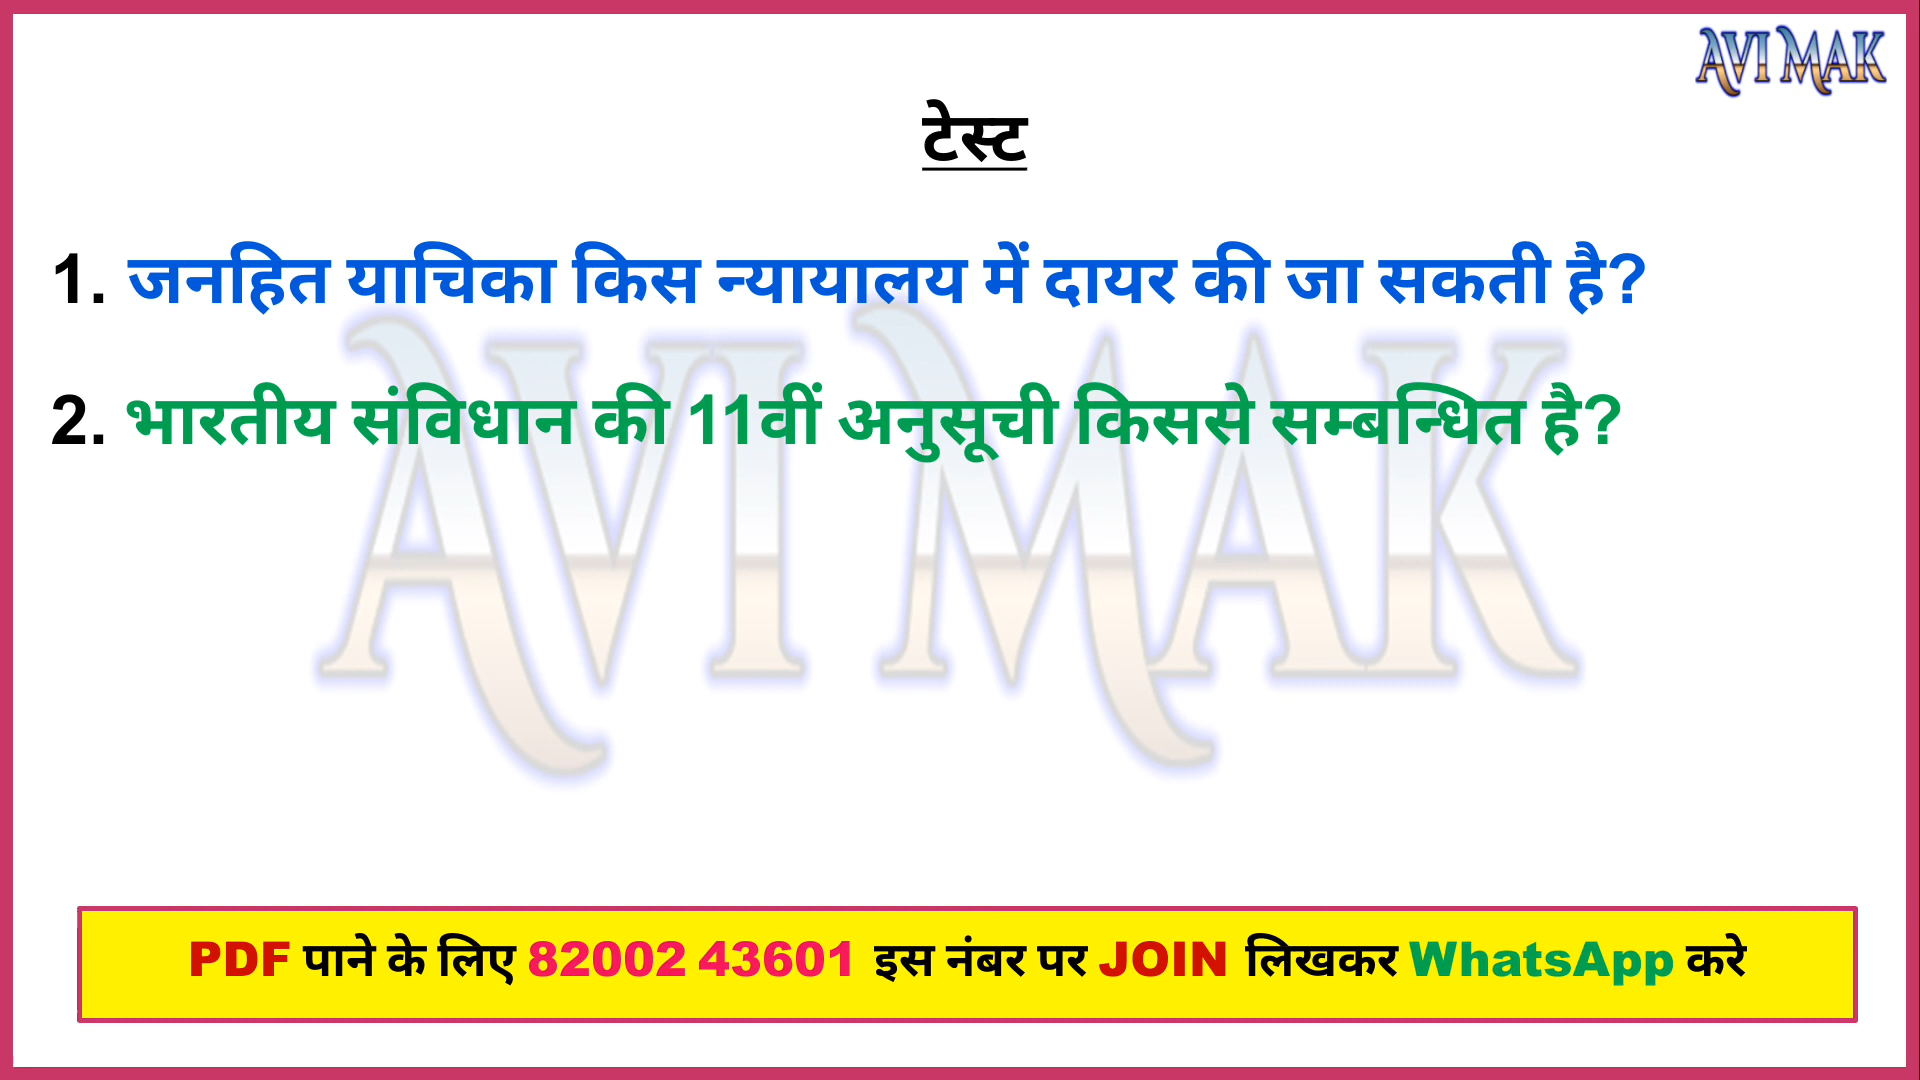 AVI MAK
टेस्ट
1. जनहित याचिका किस न्यायालय में दायर की जा सकती है?
2. भारतीय संविधान की 11वीं अनुसूची किससे सम्बन्धित है?
AVI MAK
PDF पाने के लिए 82002 43601 इस नंबर पर JOIN लिखकर WhatsApp करे